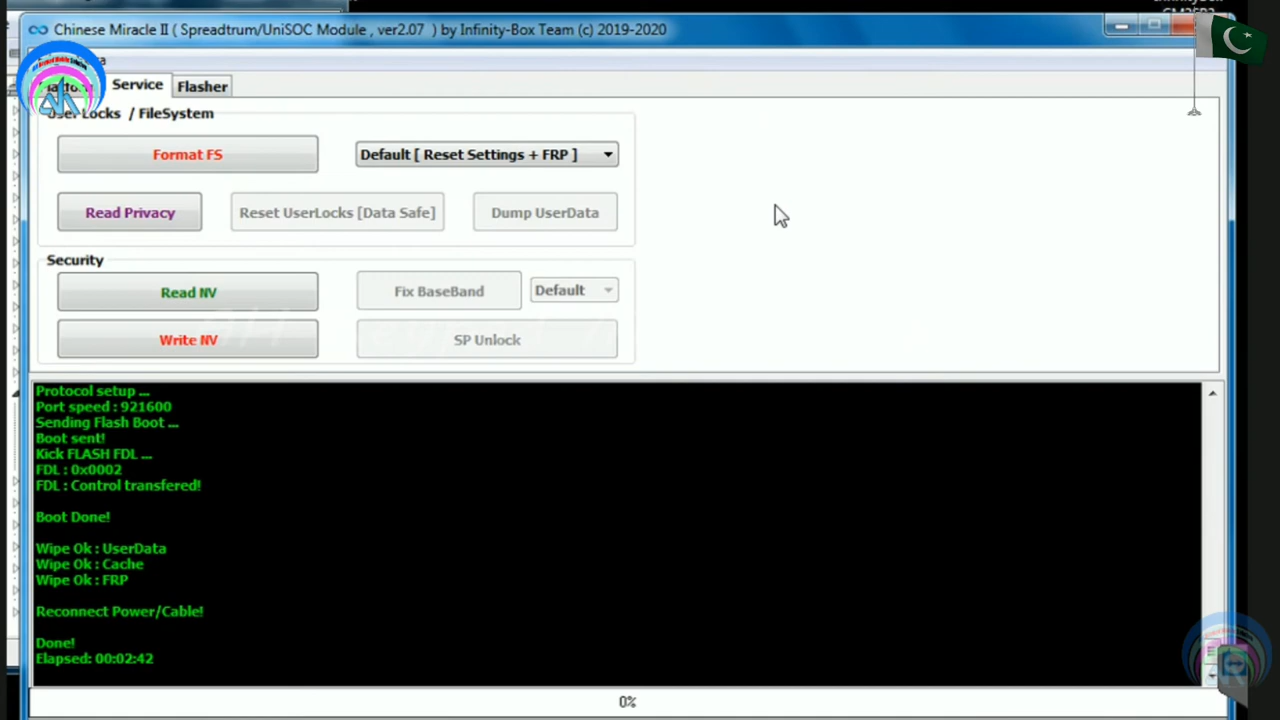 Chinese Miracle II ( Spreadtrum/UniSOC Module , ver2.07 ) by Infinity-Box Team (c) 2019-2020
Service
Flasher
User Locks / FileSystem
Format FS
Default [ Reset Settings + FRP ]
Read Privacy
Reset UserLocks [Data Safe]
Dump UserData
Security
Read NV
Fix BaseBand
Default
Write NV
SP Unlock
Protocol setup ...
Port speed : 921600
Sending Flash Boot ...
Boot sent!
Kick FLASH FDL ...
FDL : 0x0002
FDL : Control transfered!
Boot Done!
Wipe Ok : UserData
Wipe Ok : Cache
Wipe Ok : FRP
Reconnect Power/Cable!
Done!
Elapsed: 00:02:42
0%